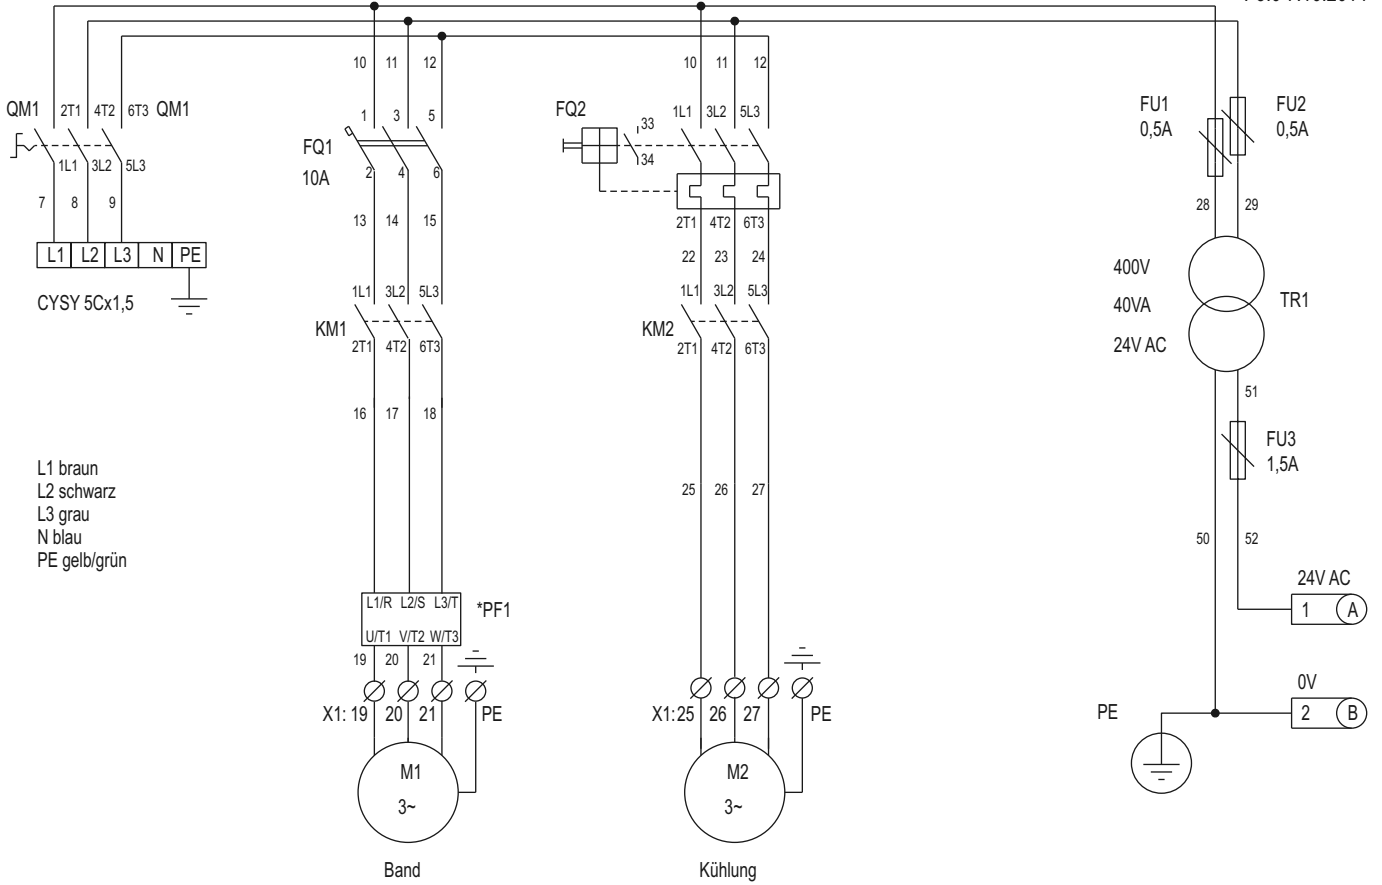 10 11 12
10 11 12
QM1 2T1 4T2 6T3 QM1
1L1 3L2 5L3
7 8 9
L1 L2 L3 N PE
CYSY 5Cx1,5
L1 braun
L2 schwarz
L3 grau
N blau
PE gelb/grün
1 3 5
FQ1
10A
2 4 6
13 14 15
1L1 3L2 5L3
KM1
2T1 4T2 6T3
16 17 18
L1/R L2/S L3/T
*PF1
U/T1 V/T2 W/T3
19 20 21
X1: 19 20 21 PE
M1
3~
Band
FQ2
33
34
1L1 3L2 5L3
2T1 4T2 6T3
22 23 24
1L1 3L2 5L3
KM2
2T1 4T2 6T3
25 26 27
X1: 25 26 27 PE
M2
3~
Kühlung
FU1
0,5A
FU2
0,5A
28 29
400V
40VA
24V AC
TR1
51
FU3
1,5A
50 52
24V AC
1 A
0V
2 B
PE